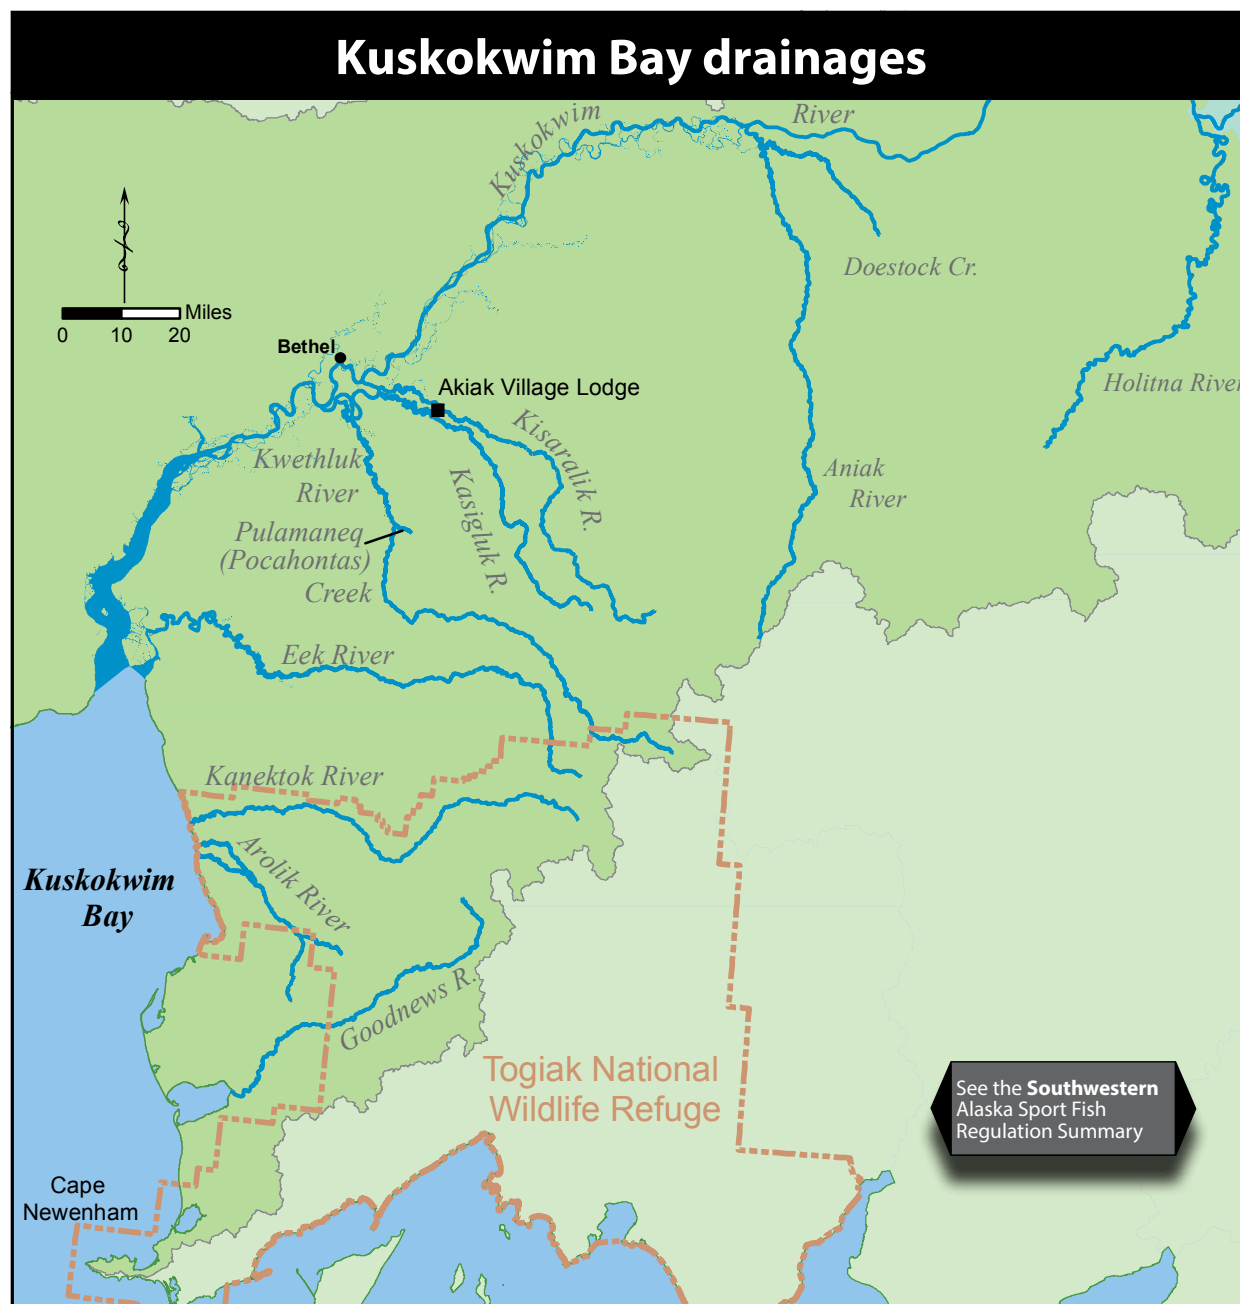 Kuskokwim Bay drainages
Kuskokwim
River
Doestock Cr.
Miles
0 10 20
Bethel
Akiak Village Lodge
Holitna River
Kisaralik R.
Kwethluk
River
Kasigluk R.
Aniak
River
Pulamaneq
(Pocahontas)
Creek
Eek River
Kanektok River
Arolik River
Kuskokwim
Bay
Goodnews R.
Togiak National
Wildlife Refuge
See the Southwestern
Alaska Sport Fish
Regulation Summary
Cape
Newenham